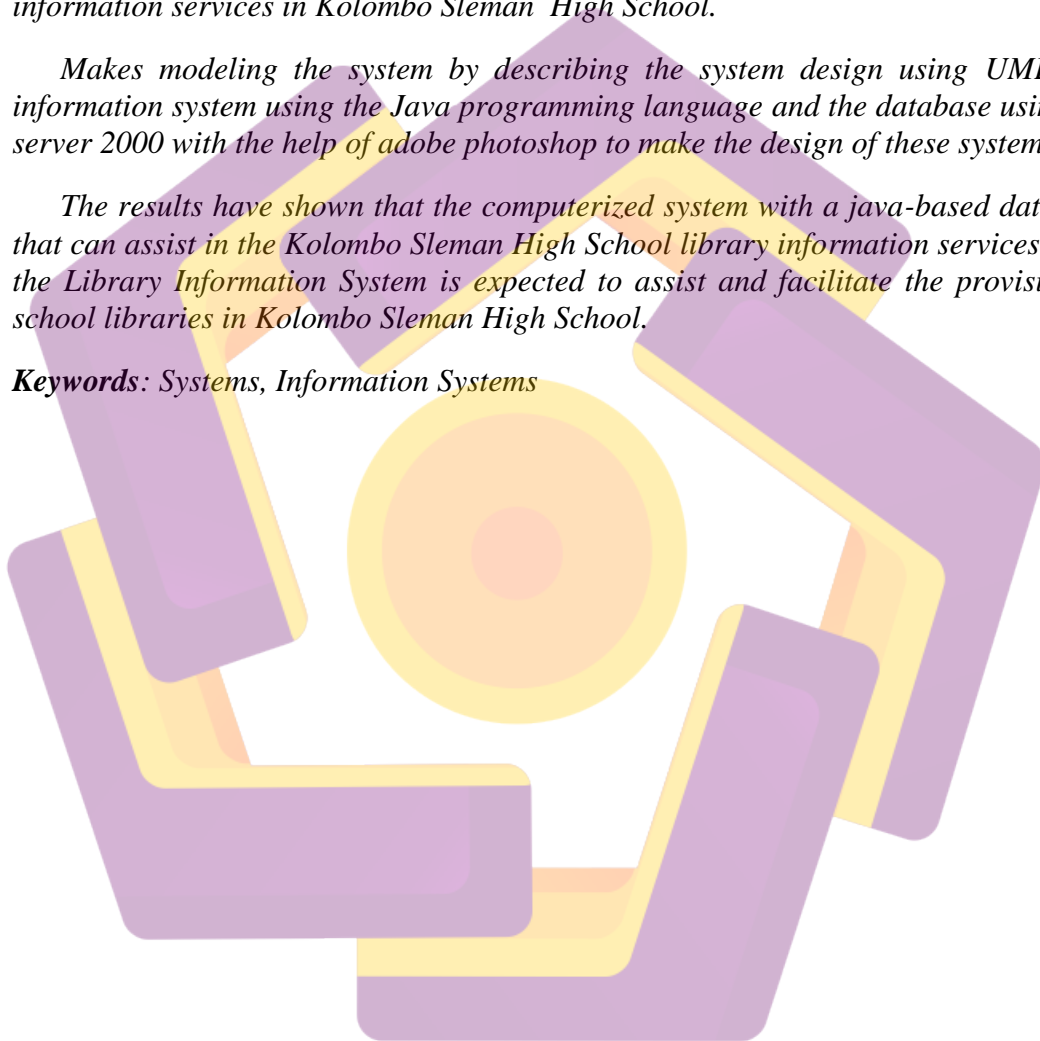 information services in Kolombo Sleman High School.
Makes modeling the system by describing the system design using
information system using the Java programming language and the database
server 2000 with the help of adobe photoshop to make the design of these system
The results have shown that the computerized system with a java-based
that can assist in the Kolombo Sleman High School library information services
the Library Information System is expected to assist and facilitate the
school libraries in Kolombo Sleman High School.
Keywords: Systems, Information Systems